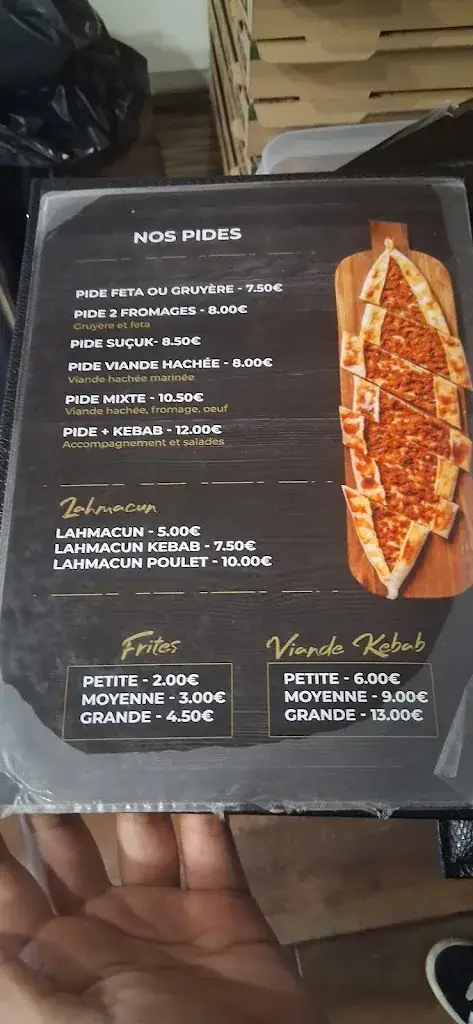 NOS PIDES
PIDE FETA OU GRUYÈRE - 7.50€
PIDE 2 FROMAGES - 8.00€
Gruyère et feta
PIDE SUÇUK- 8.50€
PIDE VIANDE HACHÉE - 8.00€
Viande hachée marinée
PIDE MIXTE - 10.50€
Viande hachée, fromage, oeuf
PIDE + KEBAB - 12.00€
Accompagnement et salades
Lahmacun
LAHMACUN - 5.00€
LAHMACUN KEBAB - 7.50€
LAHMACUN POULET - 10.00€
Frites
PETITE - 2.00€
MOYENNE - 3.00€
GRANDE - 4.50€
Viande Kebab
PETITE - 6.00€
MOYENNE - 9.00€
GRANDE - 13.00€